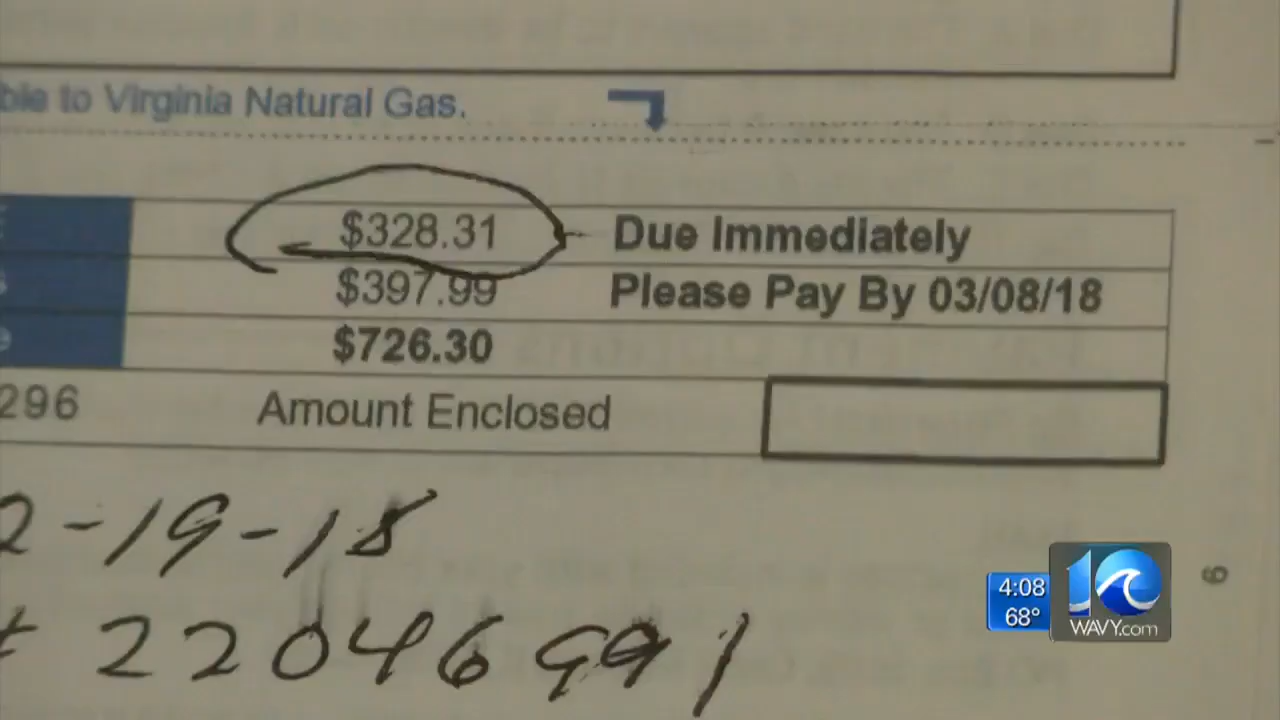 ble to Virginia Natural Gas.
$328.31 Due Immediately
$397.99 Please Pay By 03/08/18
$726.30
296 Amount Enclosed
2-19-18
# 22046991
4:08
68°
10
WAVY.com